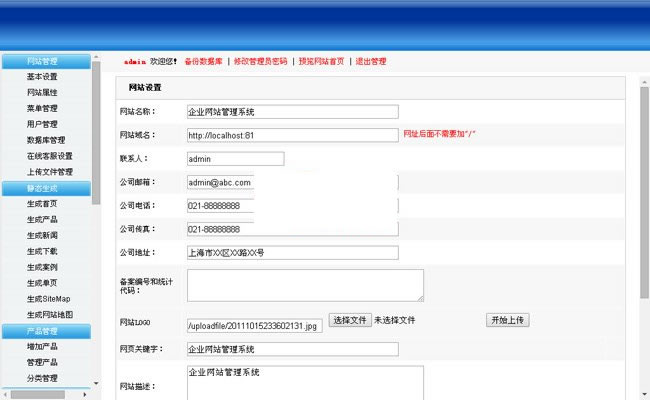 admin 欢迎您! 备份数据库 | 修改管理员密码 | 预览网站首页 | 退出管理
网站管理
基本设置
网站属性
菜单管理
用户管理
数据库管理
在线客服设置
上传文件管理
静态生成
生成首页
生成产品
生成新闻
生成下载
生成案例
生成单页
生成SiteMap
生成网站地图
产品管理
增加产品
管理产品
分类管理
网站设置
网站名称： 企业网站管理系统
网站域名： http://localhost:81 网址后面不需要加"/"
联系人： admin
公司邮箱： admin@abc.com
公司电话： 021-88888888
公司传真： 021-88888888
公司地址： 上海市XX区XX路XX号
备案编号和统计
代码：
网站LOGO /uploadfile/20111015233602131.jpg 选择文件 未选择文件 开始上传
网页关键字： 企业网站管理系统
网站描述： 企业网站管理系统